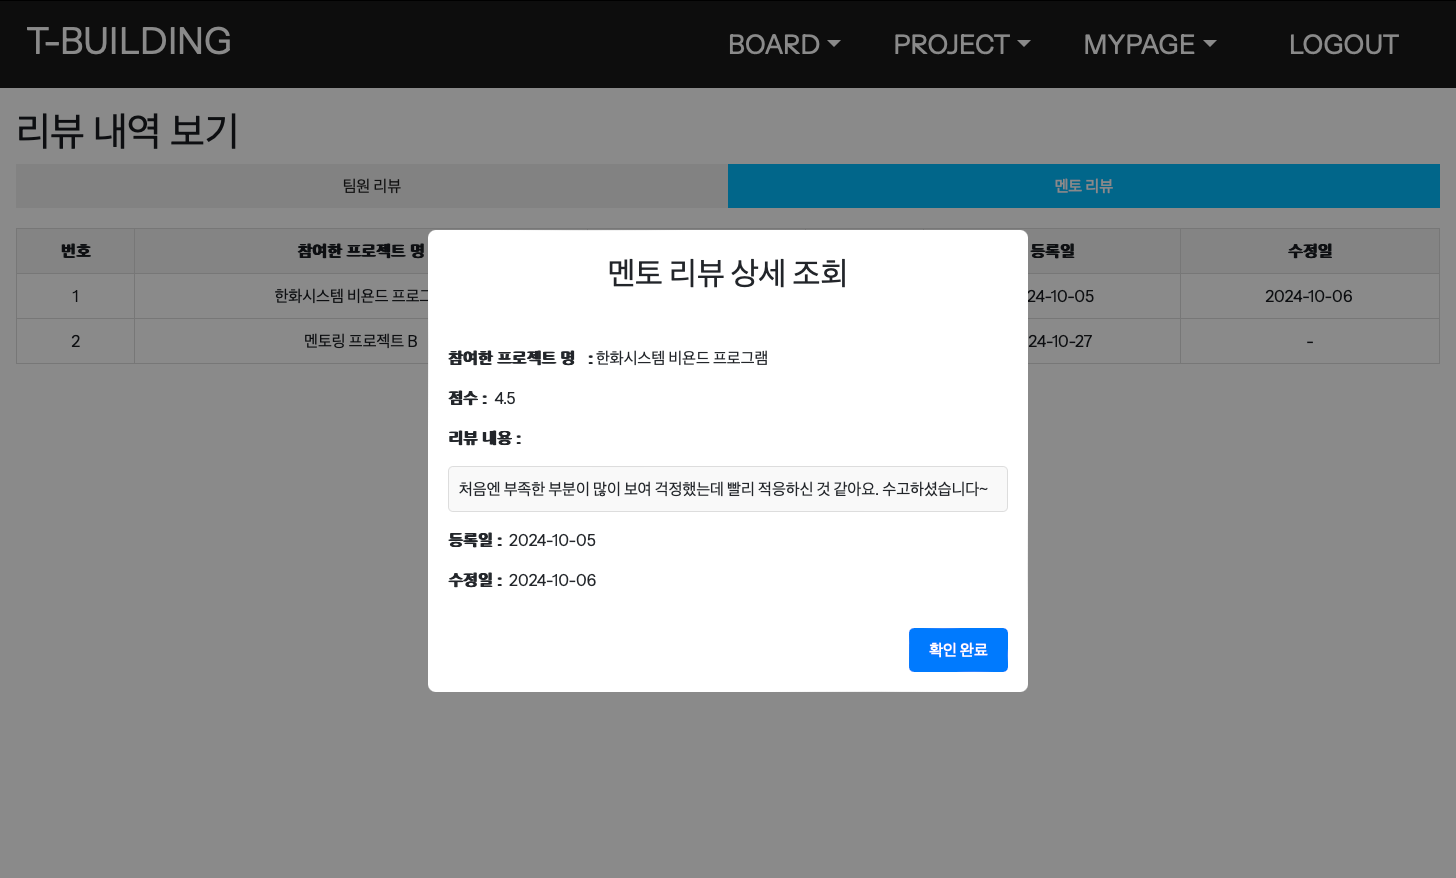 T-BUILDING
BOARD PROJECT MYPAGE LOGOUT
리뷰 내역 보기
팀원 리뷰 멘토 리뷰
번호 참여한 프로젝트 명 등록일 수정일
1 한화시스템 비욘드 24-10-05 2024-10-06
2 멘토링 프로젝트 B 24-10-27 -
멘토 리뷰 상세 조회
참여한 프로젝트 명 : 한화시스템 비욘드 프로그램
점수 : 4.5
리뷰 내용 :
처음엔 부족한 부분이 많이 보여 걱정했는데 빨리 적응하신 것 같아요. 수고하셨습니다~
등록일 : 2024-10-05
수정일 : 2024-10-06
확인 완료